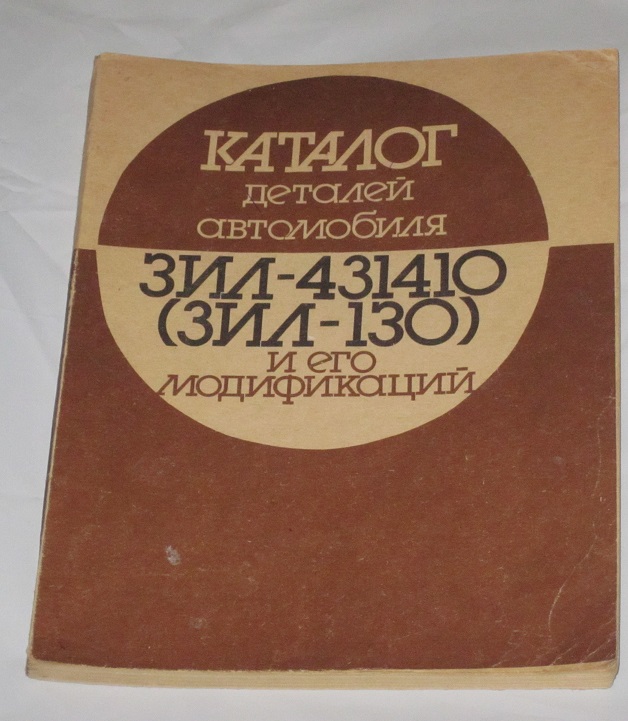 КАТАЛОГ
деталей
автомобиля
ЗИЛ-431410
(ЗИЛ-130)
и его
модификаций